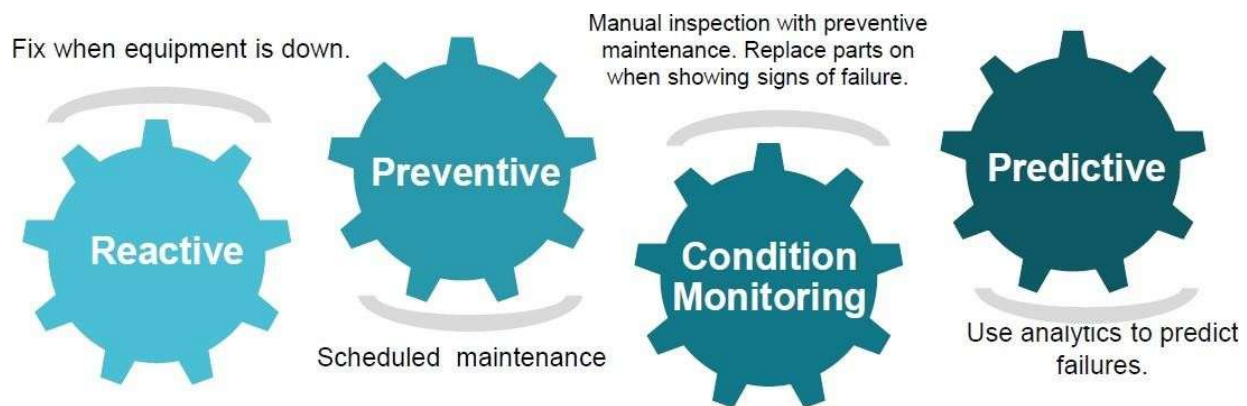 Fix when equipment is down.
Reactive
Preventive
Scheduled maintenance
Manual inspection with preventive
maintenance. Replace parts on
when showing signs of failure.
Condition
Monitoring
Predictive
Use analytics to predict
failures.